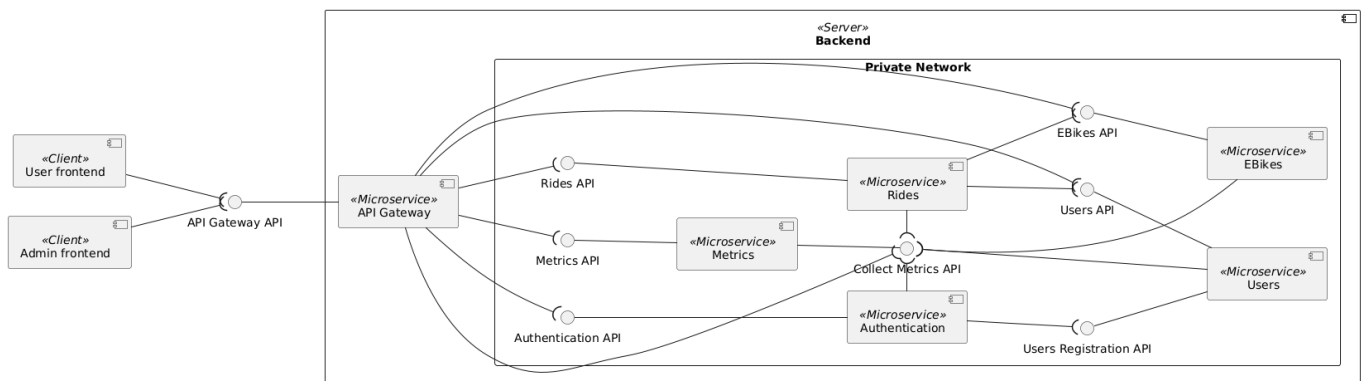 «Server»
Backend
Private Network
EBikes API
«Client»
User frontend
«Microservice»
EBikes
Rides API
«Microservice»
Rides
«Microservice»
API Gateway
Users API
API Gateway API
«Client»
Admin frontend
Metrics API
«Microservice»
Metrics
Collect Metrics API
«Microservice»
Users
Authentication API
«Microservice»
Authentication
Users Registration API